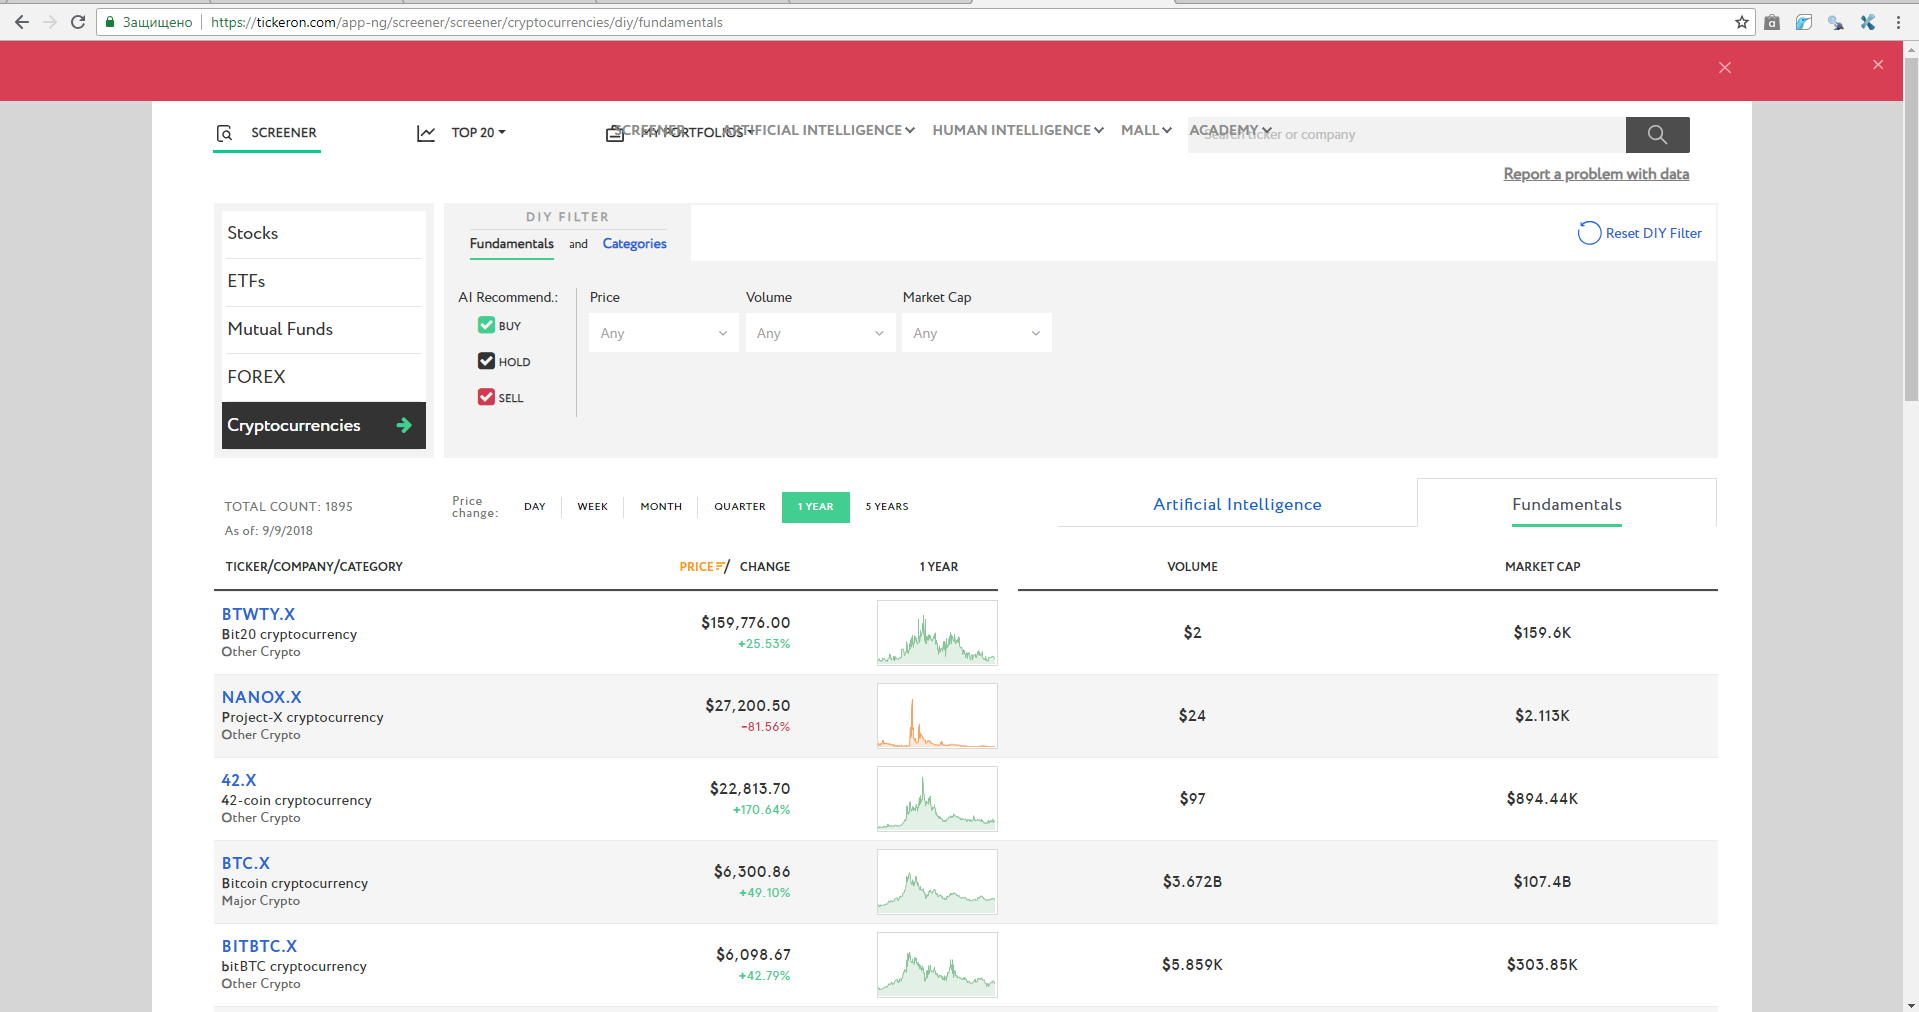 Защищено https://tickeron.com/app-ng/screener/screener/cryptocurrencies/diy/fundamentals
SCREENER TOP 20 MY PORTFOLIOS
SCREENER ARTIFICIAL INTELLIGENCE HUMAN INTELLIGENCE MALL ACADEMY
Search ticker or company
Report a problem with data
Stocks
ETFs
Mutual Funds
FOREX
Cryptocurrencies
DIY FILTER
Fundamentals and Categories
Reset DIY Filter
AI Recommend.:
BUY
HOLD
SELL
Price Volume Market Cap
Any Any Any
TOTAL COUNT: 1895
As of: 9/9/2018
Price
change:
DAY WEEK MONTH QUARTER 1 YEAR 5 YEARS
Artificial Intelligence Fundamentals
TICKER/COMPANY/CATEGORY PRICE / CHANGE 1 YEAR VOLUME MARKET CAP
BTWTY.X
Bit20 cryptocurrency
Other Crypto
$159,776.00
+25.53%
$2
$159.6K
NANOX.X
Project-X cryptocurrency
Other Crypto
$27,200.50
-81.56%
$24
$2.113K
42.X
42-coin cryptocurrency
Other Crypto
$22,813.70
+170.64%
$97
$894.44K
BTC.X
Bitcoin cryptocurrency
Major Crypto
$6,300.86
+49.10%
$3.672B
$107.4B
BITBTC.X
bitBTC cryptocurrency
Other Crypto
$6,098.67
+42.79%
$5.859K
$303.85K